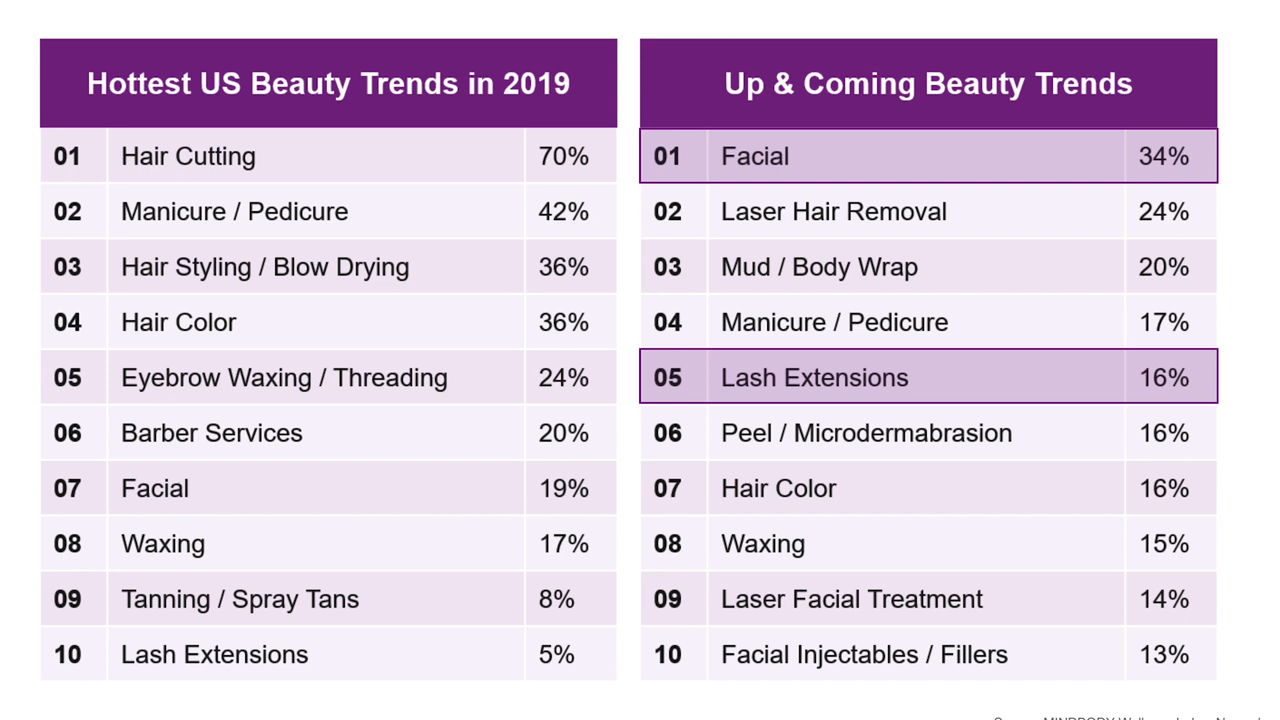 Hottest US Beauty Trends in 2019
01 Hair Cutting 70%
02 Manicure / Pedicure 42%
03 Hair Styling / Blow Drying 36%
04 Hair Color 36%
05 Eyebrow Waxing / Threading 24%
06 Barber Services 20%
07 Facial 19%
08 Waxing 17%
09 Tanning / Spray Tans 8%
10 Lash Extensions 5%
Up & Coming Beauty Trends
01 Facial 34%
02 Laser Hair Removal 24%
03 Mud / Body Wrap 20%
04 Manicure / Pedicure 17%
05 Lash Extensions 16%
06 Peel / Microdermabrasion 16%
07 Hair Color 16%
08 Waxing 15%
09 Laser Facial Treatment 14%
10 Facial Injectables / Fillers 13%